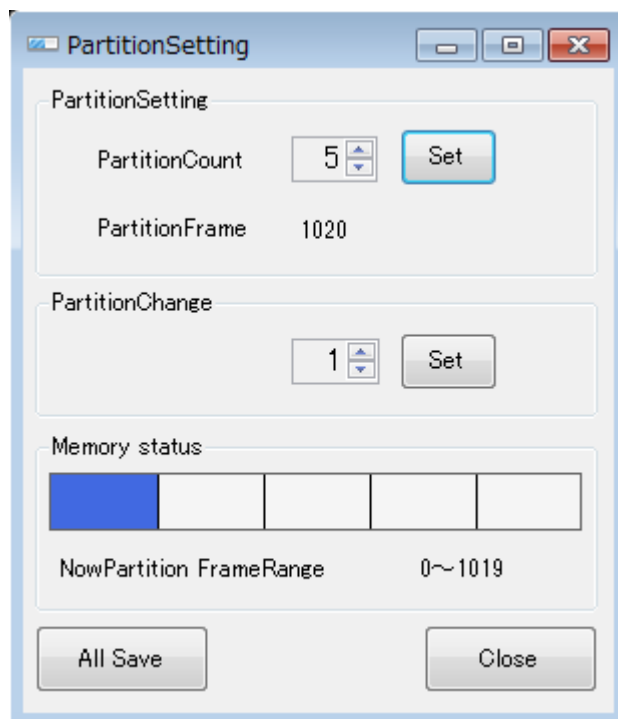 PartitionSetting
PartitionSetting
PartitionCount 5 Set
PartitionFrame 1020
PartitionChange
1 Set
Memory status
NowPartition FrameRange 0～1019
All Save Close